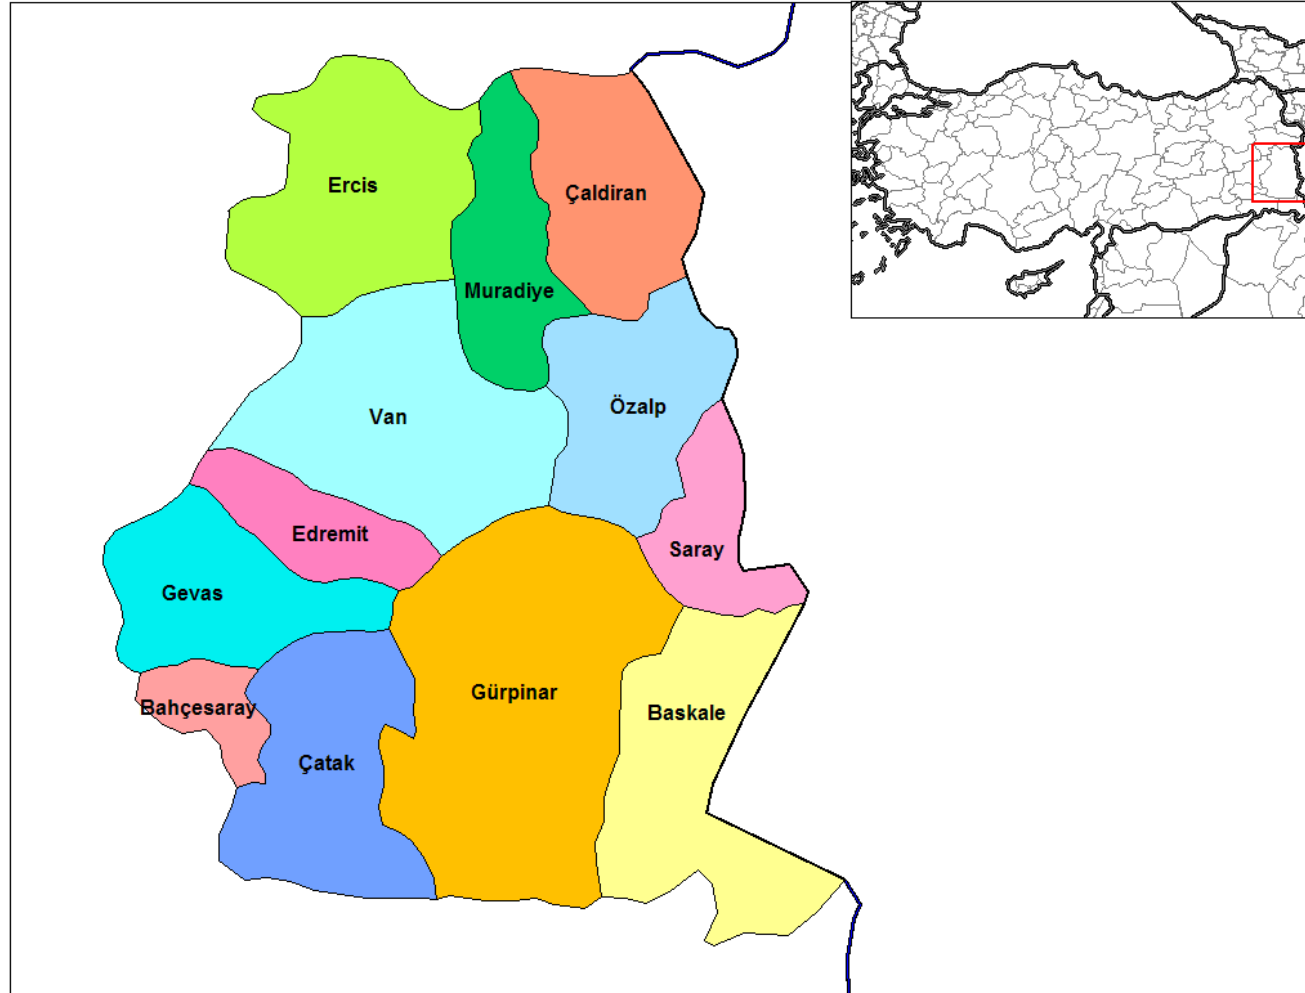 Ercis
Çaldiran
Muradiye
Van
Özalp
Edremit
Saray
Gevas
Gürpinar
Bahçesaray
Baskale
Çatak